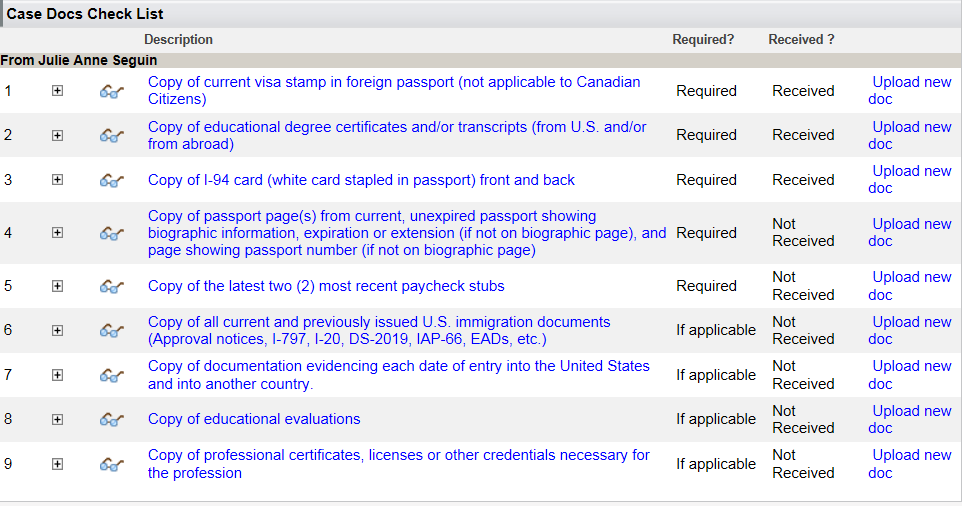 Case Docs Check List
Description Required? Received ?
From Julie Anne Seguin
1 Copy of current visa stamp in foreign passport (not applicable to Canadian Citizens) Required Received Upload new doc
2 Copy of educational degree certificates and/or transcripts (from U.S. and/or from abroad) Required Received Upload new doc
3 Copy of I-94 card (white card stapled in passport) front and back Required Received Upload new doc
4 Copy of passport page(s) from current, unexpired passport showing biographic information, expiration or extension (if not on biographic page), and page showing passport number (if not on biographic page) Required Not Received Upload new doc
5 Copy of the latest two (2) most recent paycheck stubs Required Not Received Upload new doc
6 Copy of all current and previously issued U.S. immigration documents (Approval notices, I-797, I-20, DS-2019, IAP-66, EADs, etc.) If applicable Not Received Upload new doc
7 Copy of documentation evidencing each date of entry into the United States and into another country. If applicable Not Received Upload new doc
8 Copy of educational evaluations If applicable Not Received Upload new doc
9 Copy of professional certificates, licenses or other credentials necessary for the profession If applicable Not Received Upload new doc